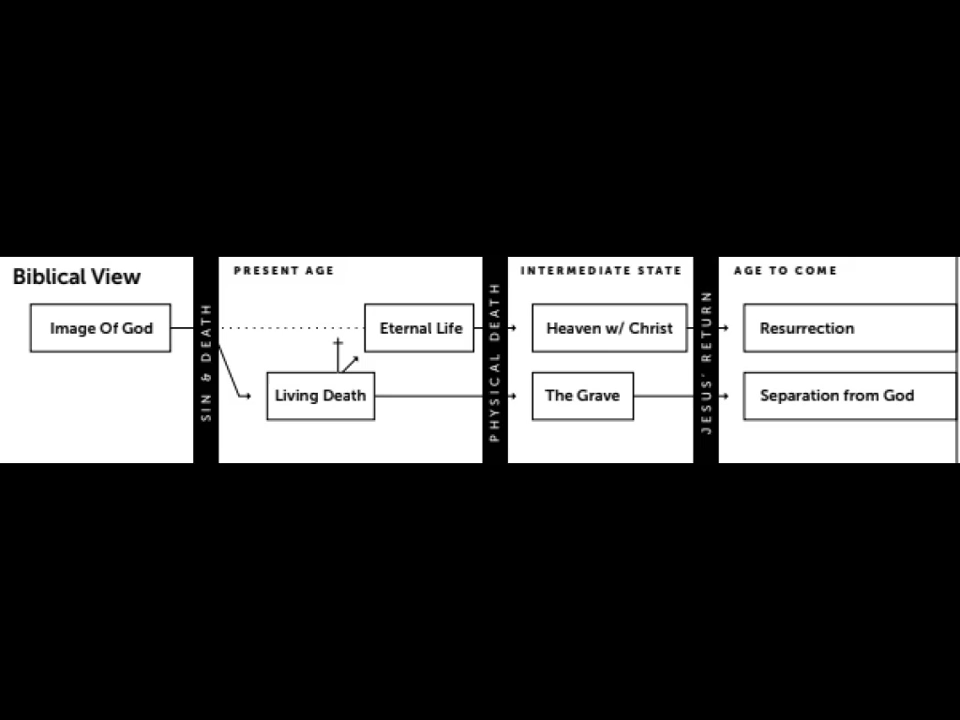 Biblical View
Image Of God
SIN & DEATH
PRESENT AGE
Eternal Life
Living Death
PHYSICAL DEATH
INTERMEDIATE STATE
Heaven w/ Christ
The Grave
JESUS' RETURN
AGE TO COME
Resurrection
Separation from God